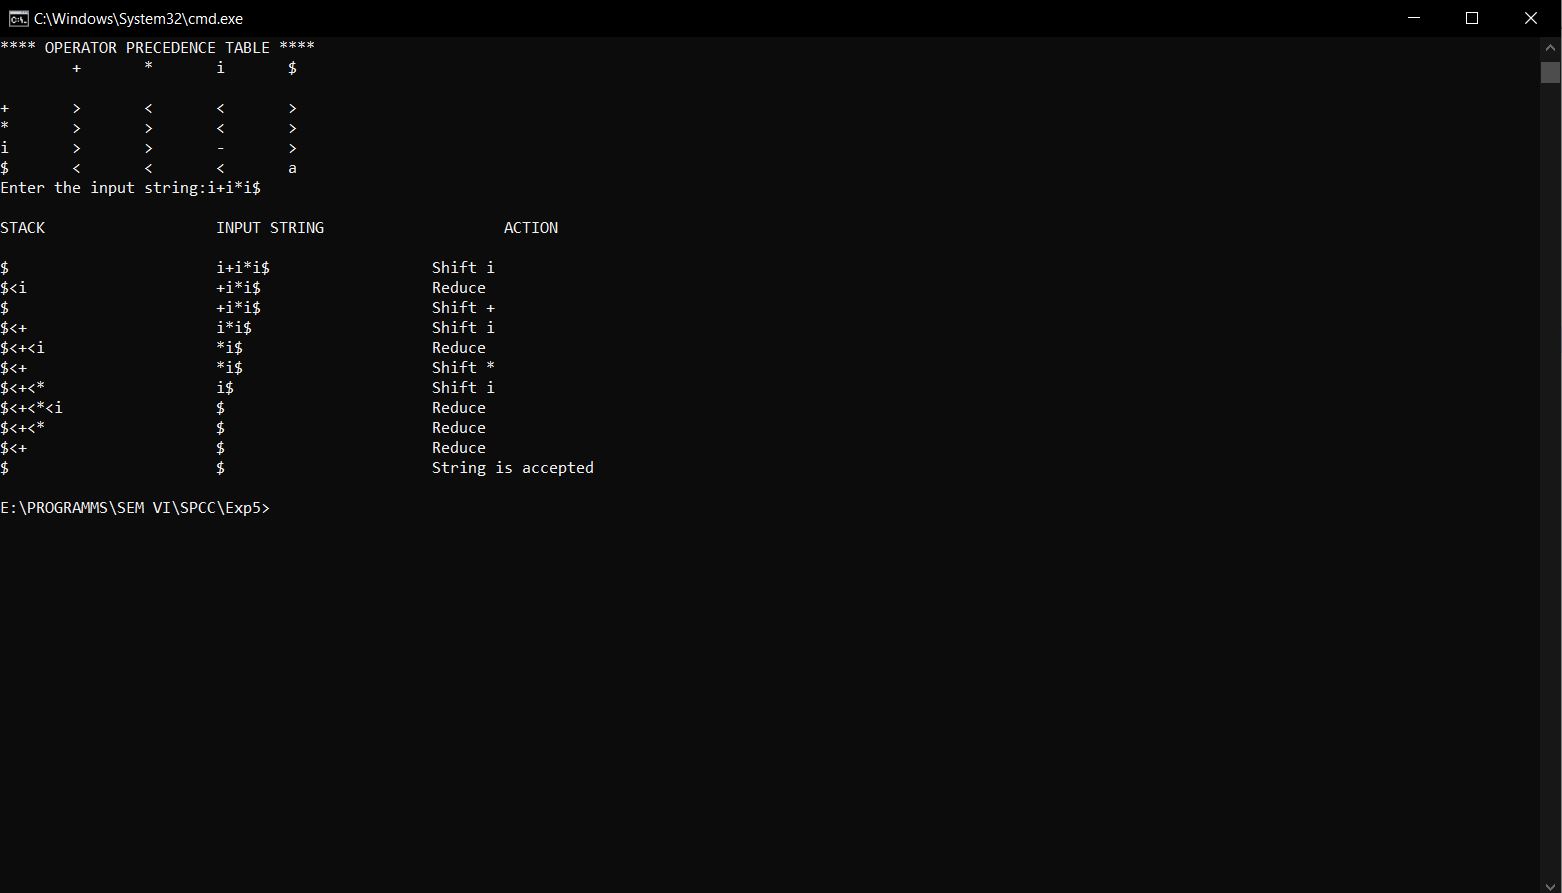 C:\Windows\System32\cmd.exe
**** OPERATOR PRECEDENCE TABLE ****
        +       *       i       $
+       >       <       <       >
*       >       >       <       >
i       >       >       -       >
$       <       <       <       a
Enter the input string:i+i*i$
STACK                   INPUT STRING                    ACTION
$                       i+i*i$                  Shift i
$<i                     +i*i$                   Reduce
$                       +i*i$                   Shift +
$<+                     i*i$                    Shift i
$<+<i                   *i$                     Reduce
$<+                     *i$                     Shift *
$<+<*                   i$                      Shift i
$<+<*<i                 $                       Reduce
$<+<*                   $                       Reduce
$<+                     $                       Reduce
$                       $                       String is accepted
E:\PROGRAMMS\SEM VI\SPCC\Exp5>